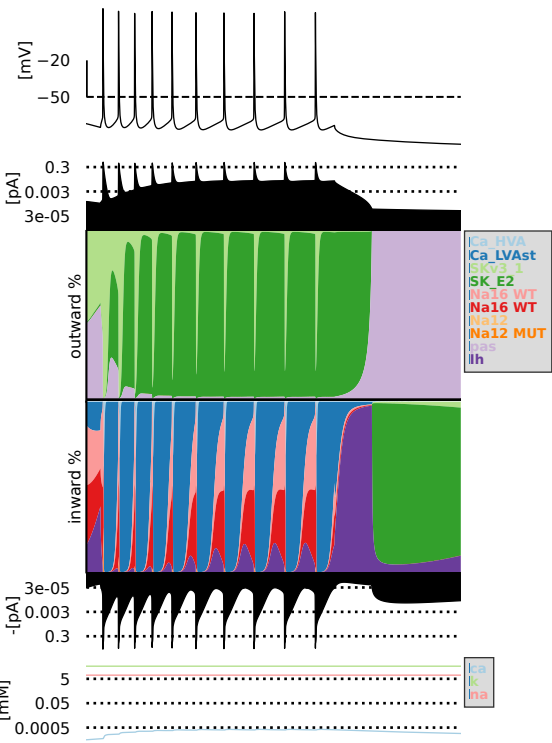 [mV]
−20
−50
[pA]
0.3
0.003
3e-05
outward %
Ca_HVA
Ca_LVAst
SKv3_1
SK_E2
Na16 WT
Na16 WT
Na12
Na12 MUT
pas
Ih
inward %
-[pA]
3e-05
0.003
0.3
[mM]
5
0.05
0.0005
ca
k
na